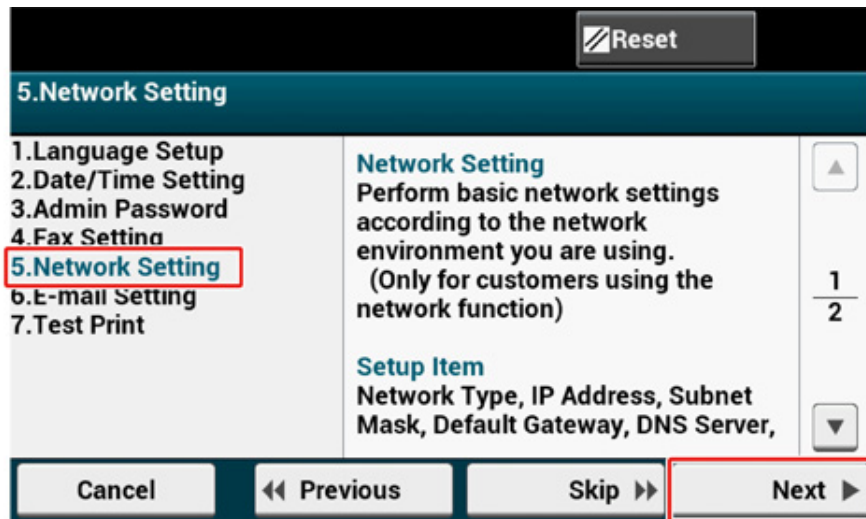 Reset
5.Network Setting
1.Language Setup
2.Date/Time Setting
3.Admin Password
4.Fax Setting
5.Network Setting
6.E-mail Setting
7.Test Print
Network Setting
Perform basic network settings
according to the network
environment you are using.
(Only for customers using the
network function)
Setup Item
Network Type, IP Address, Subnet
Mask, Default Gateway, DNS Server,
1
2
Cancel
Previous
Skip
Next